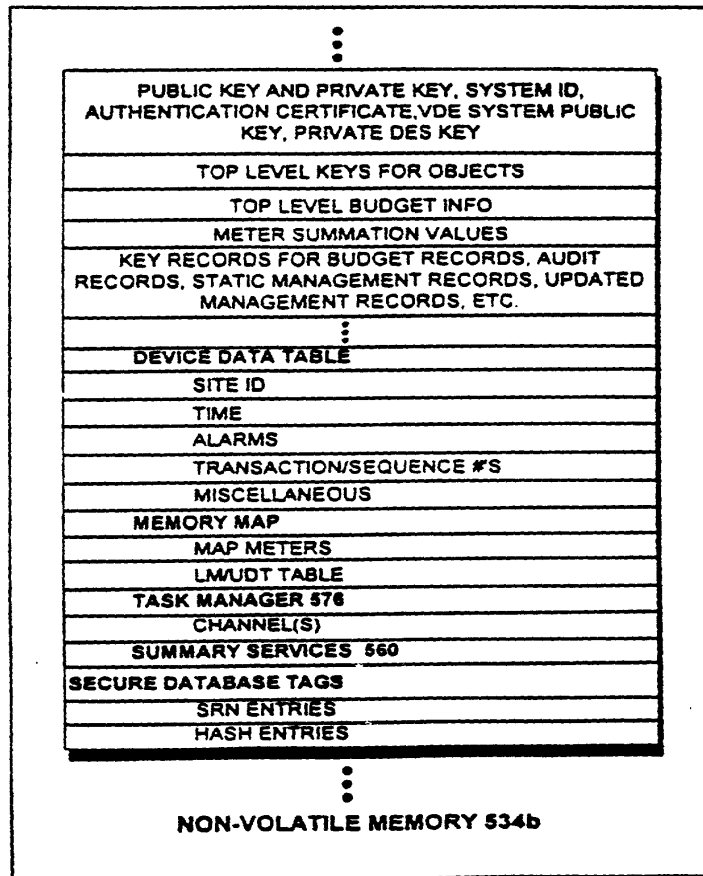 PUBLIC KEY AND PRIVATE KEY, SYSTEM ID,
AUTHENTICATION CERTIFICATE,VDE SYSTEM PUBLIC
KEY, PRIVATE DES KEY
TOP LEVEL KEYS FOR OBJECTS
TOP LEVEL BUDGET INFO
METER SUMMATION VALUES
KEY RECORDS FOR BUDGET RECORDS, AUDIT
RECORDS, STATIC MANAGEMENT RECORDS, UPDATED
MANAGEMENT RECORDS, ETC.
DEVICE DATA TABLE
SITE ID
TIME
ALARMS
TRANSACTION/SEQUENCE #'S
MISCELLANEOUS
MEMORY MAP
MAP METERS
LM/UDT TABLE
TASK MANAGER 576
CHANNEL(S)
SUMMARY SERVICES 560
SECURE DATABASE TAGS
SRN ENTRIES
HASH ENTRIES
NON-VOLATILE MEMORY 534b